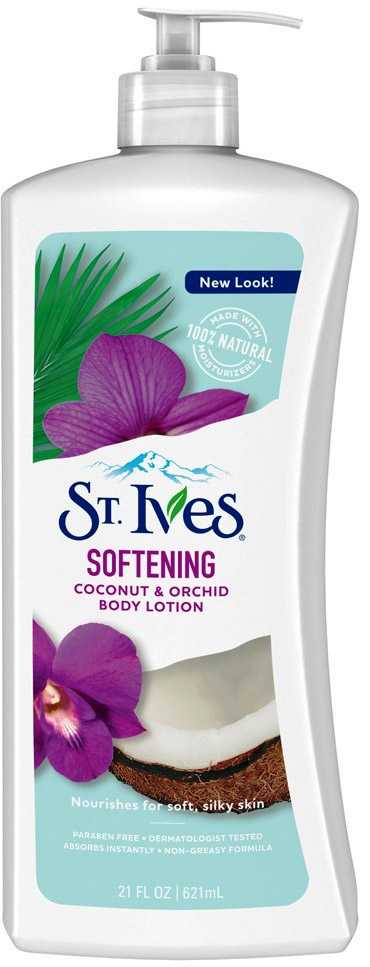 New Look!
MADE WITH
100% NATURAL
MOISTURIZERS
ST. Ives®
SOFTENING
COCONUT & ORCHID
BODY LOTION
Nourishes for soft, silky skin
PARABEN FREE • DERMATOLOGIST TESTED
ABSORBS INSTANTLY • NON-GREASY FORMULA
21 FL OZ | 621mL